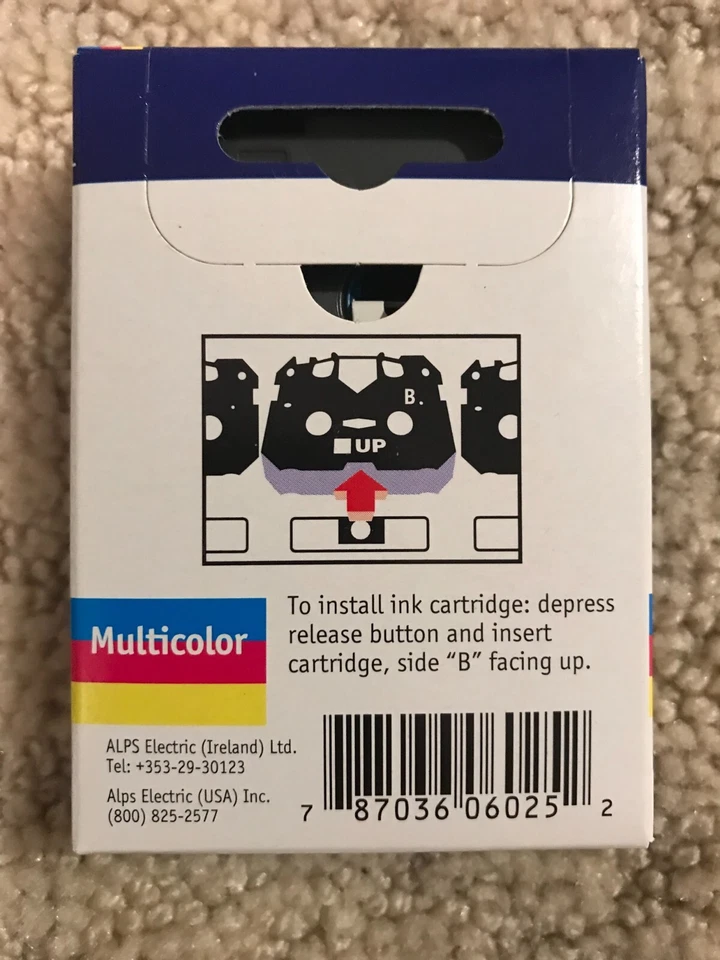 B.
UP
To install ink cartridge: depress
release button and insert
cartridge, side “B” facing up.
Multicolor
ALPS Electric (Ireland) Ltd.
Tel: +353-29-30123
Alps Electric (USA) Inc.
(800) 825-2577
7 87036 06025 2